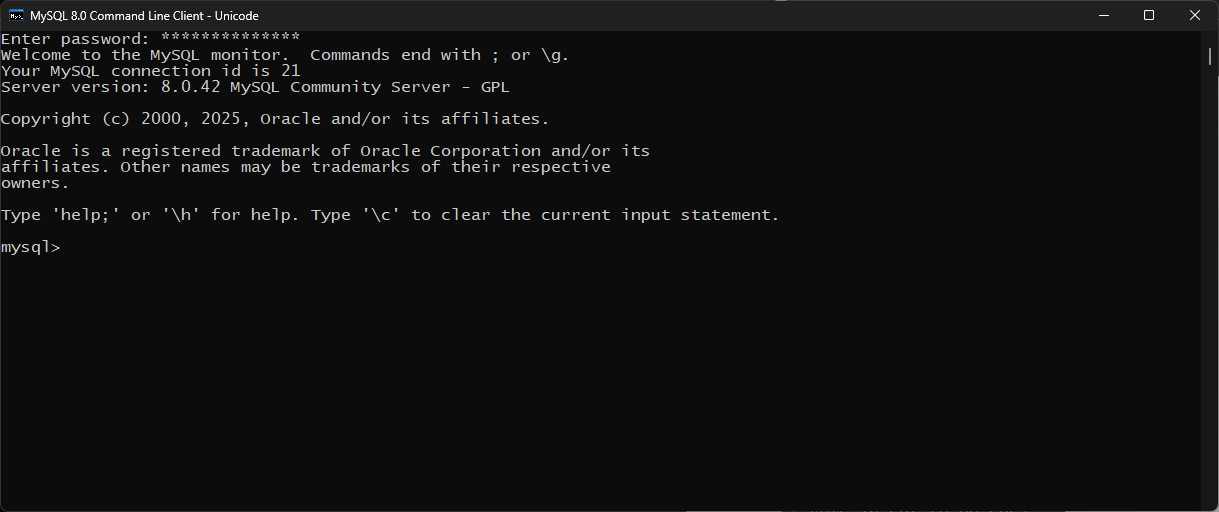 MySQL 8.0 Command Line Client - Unicode
Enter password: **************
Welcome to the MySQL monitor.  Commands end with ; or \g.
Your MySQL connection id is 21
Server version: 8.0.42 MySQL Community Server - GPL
Copyright (c) 2000, 2025, Oracle and/or its affiliates.
Oracle is a registered trademark of Oracle Corporation and/or its
affiliates. Other names may be trademarks of their respective
owners.
Type 'help;' or '\h' for help. Type '\c' to clear the current input statement.
mysql>